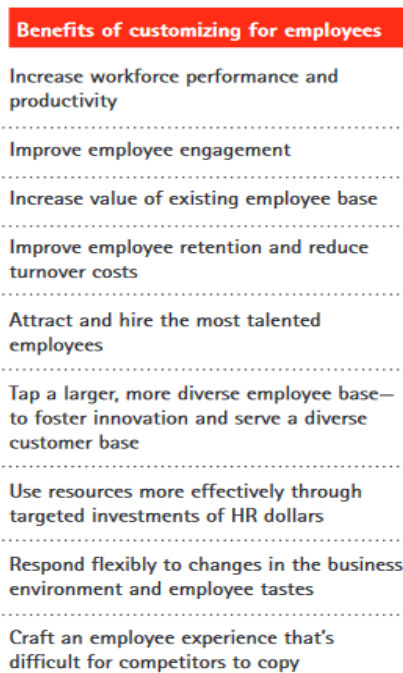 Benefits of customizing for employees
Increase workforce performance and
productivity
Improve employee engagement
Increase value of existing employee base
Improve employee retention and reduce
turnover costs
Attract and hire the most talented
employees
Tap a larger, more diverse employee base—
to foster innovation and serve a diverse
customer base
Use resources more effectively through
targeted investments of HR dollars
Respond flexibly to changes in the business
environment and employee tastes
Craft an employee experience that's
difficult for competitors to copy